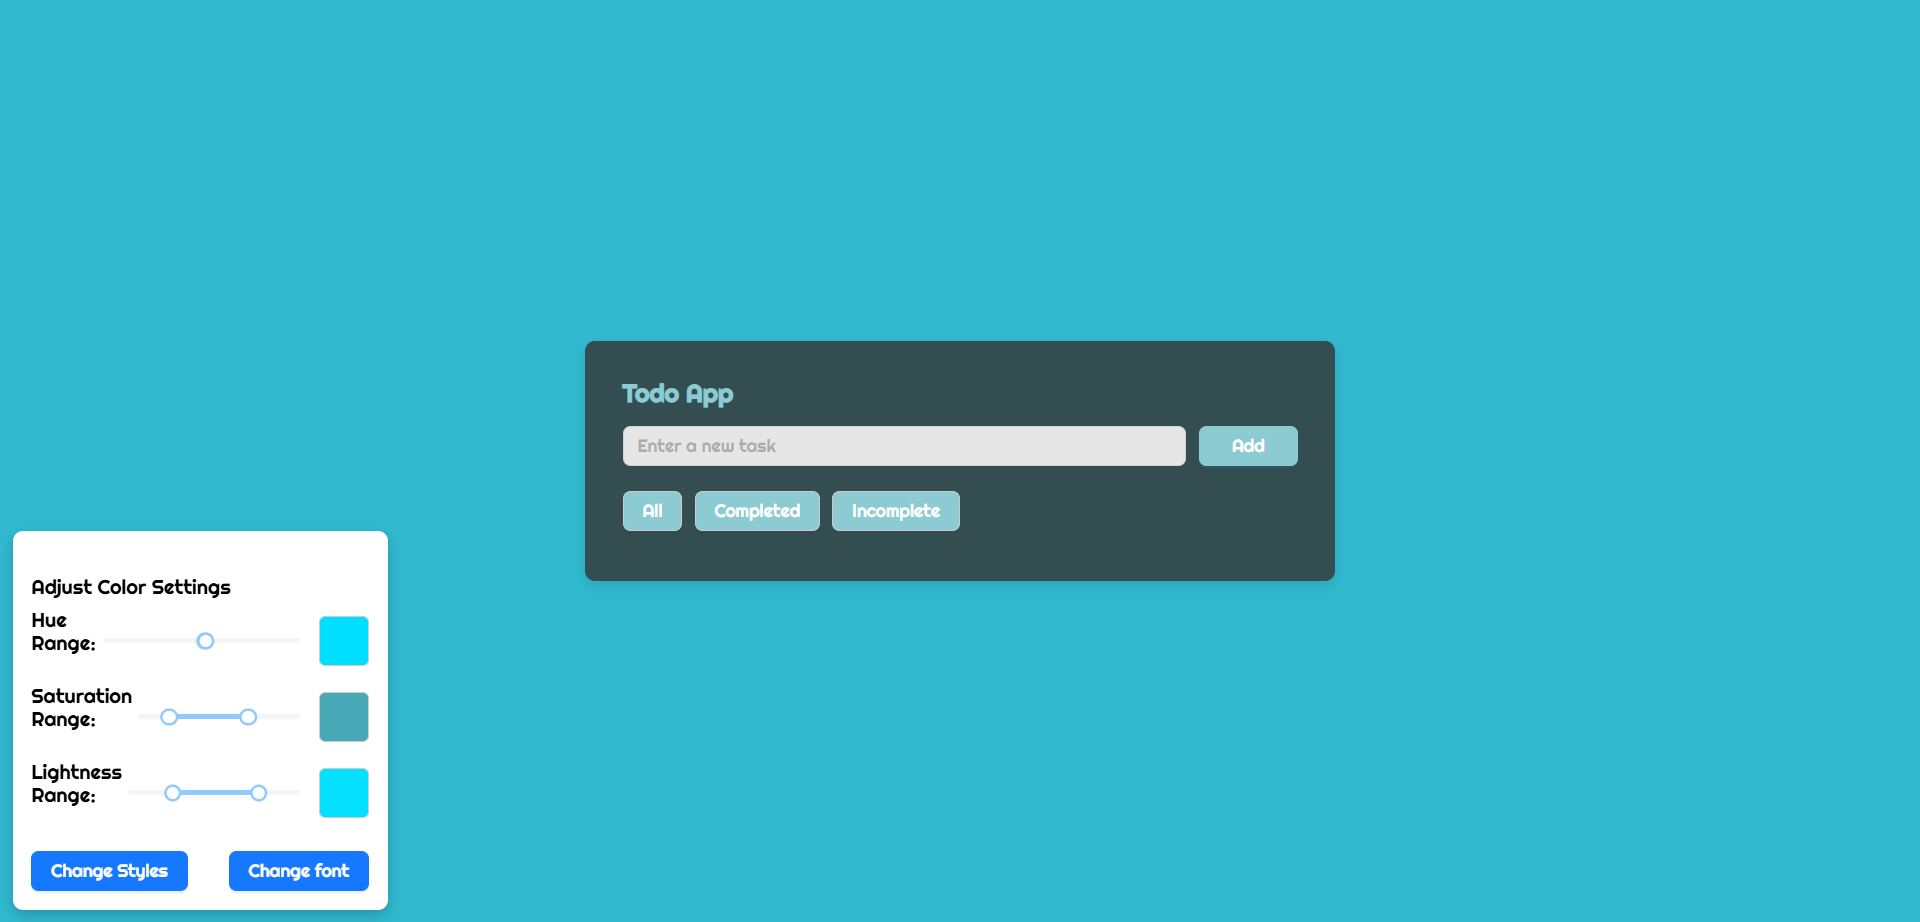 Todo App
Enter a new task
Add
All
Completed
Incomplete
Adjust Color Settings
Hue
Range:
Saturation
Range:
Lightness
Range:
Change Styles
Change font